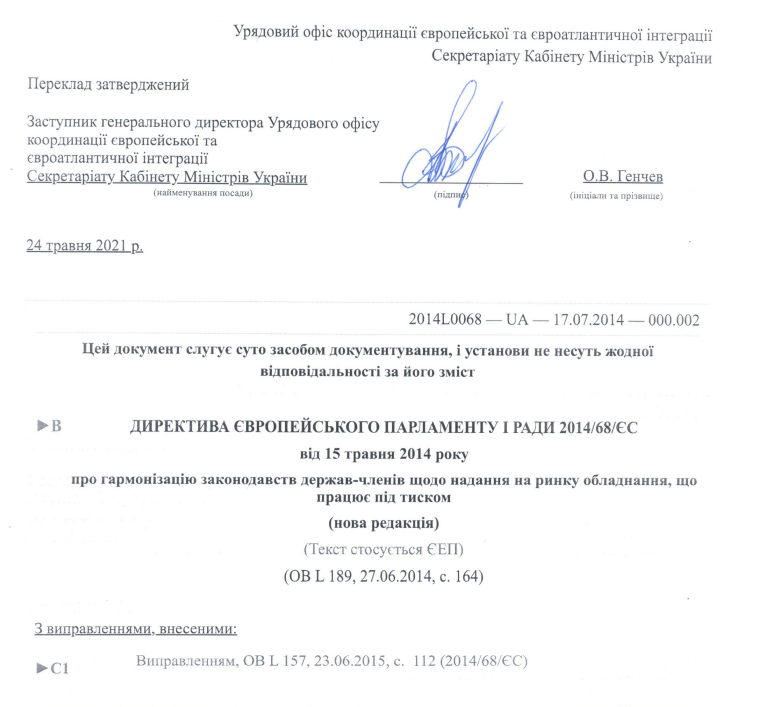 Урядовий офіс координації європейської та євроатлантичної інтеграції
Секретаріату Кабінету Міністрів України
Переклад затверджений
Заступник генерального директора Урядового офісу
координації європейської та
євроатлантичної інтеграції
Секретаріату Кабінету Міністрів України О.В. Генчев
(найменування посади) (підпис) (ініціали та прізвище)
24 травня 2021 р.
2014L0068 — UA — 17.07.2014 — 000.002
Цей документ слугує суто засобом документування, і установи не несуть жодної
відповідальності за його зміст
►B ДИРЕКТИВА ЄВРОПЕЙСЬКОГО ПАРЛАМЕНТУ І РАДИ 2014/68/ЄС
від 15 травня 2014 року
про гармонізацію законодавств держав-членів щодо надання на ринку обладнання, що
працює під тиском
(нова редакція)
(Текст стосується ЄЕП)
(ОВ L 189, 27.06.2014, с. 164)
З виправленнями, внесеними:
►C1 Виправленням, ОВ L 157, 23.06.2015, с. 112 (2014/68/ЄС)